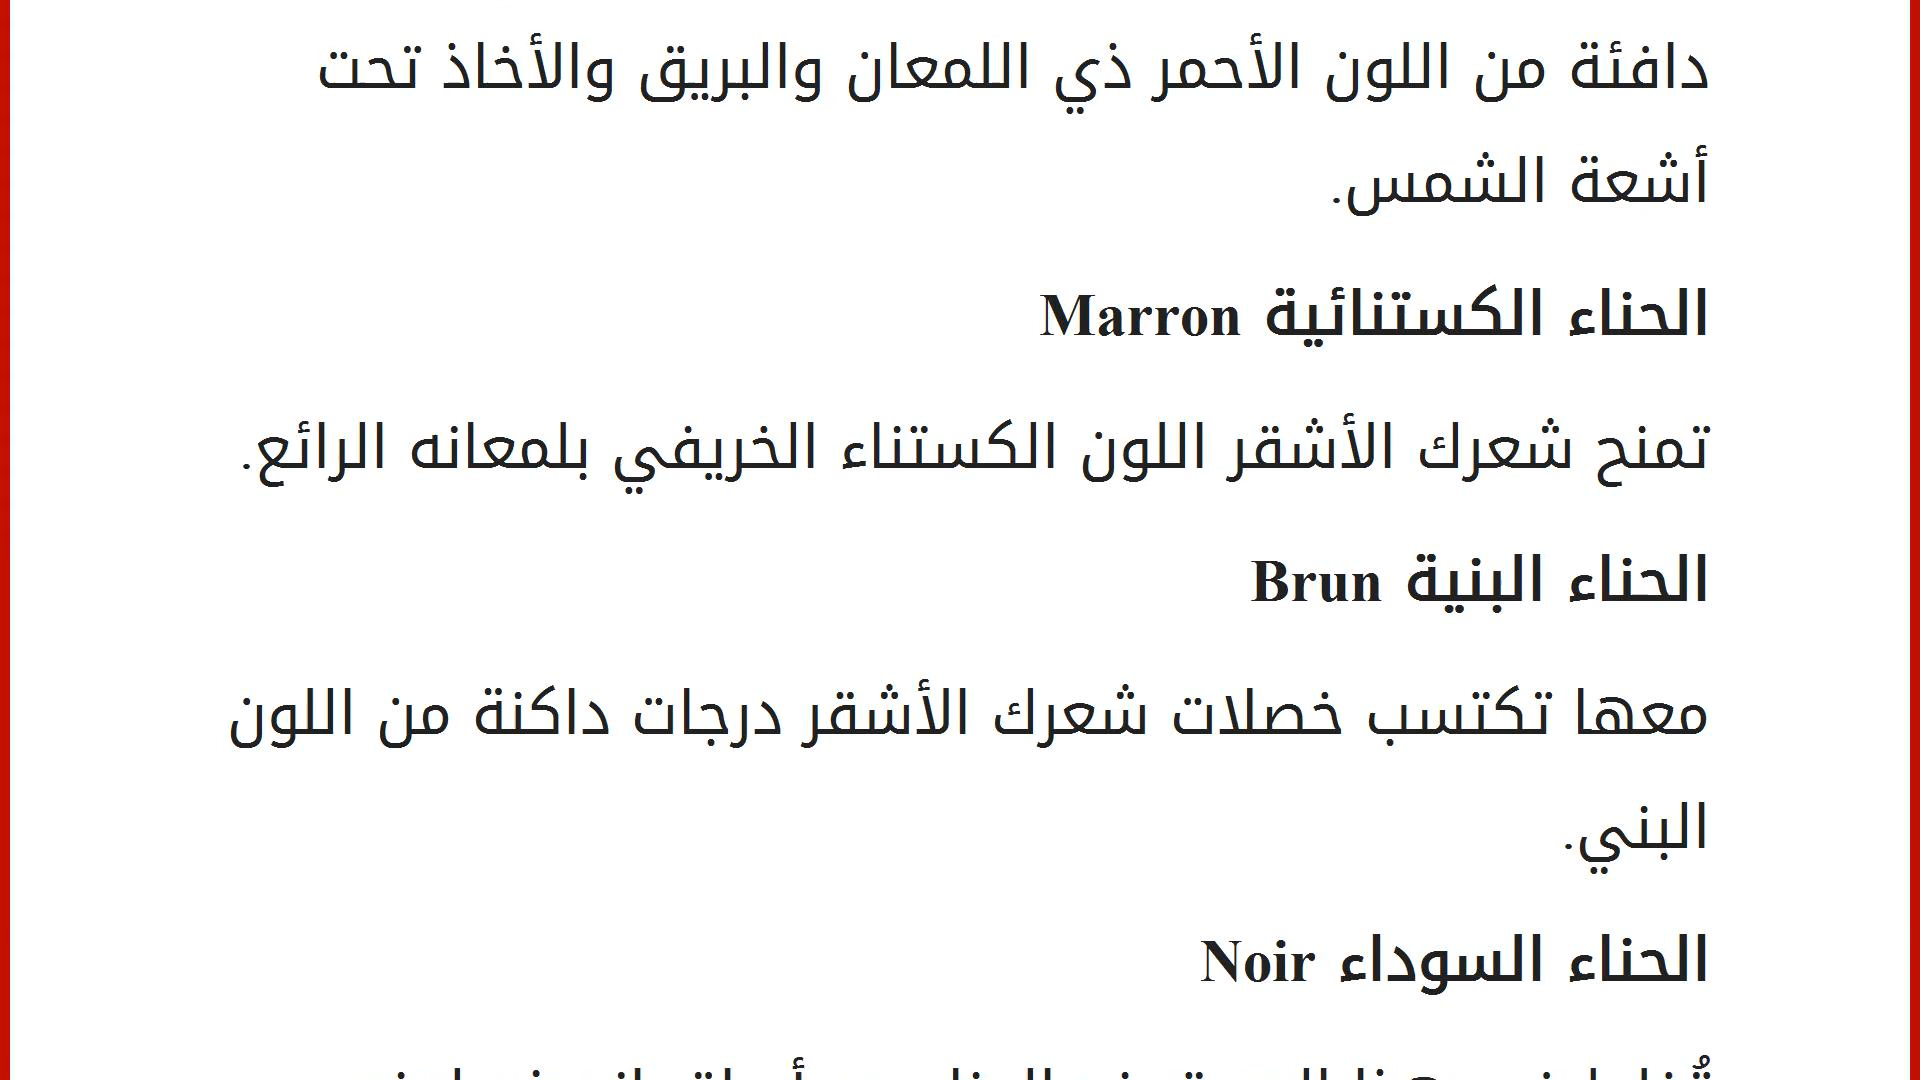 دافئة من اللون الأحمر ذي اللمعان والبريق والأخاذ تحت
أشعة الشمس.
الحناء الكستنائية Marron
تمنح شعرك الأشقر اللون الكستناء الخريفي بلمعانه الرائع.
الحناء البنية Brun
معها تكتسب خصلات شعرك الأشقر درجات داكنة من اللون
البني.
الحناء السوداء Noir